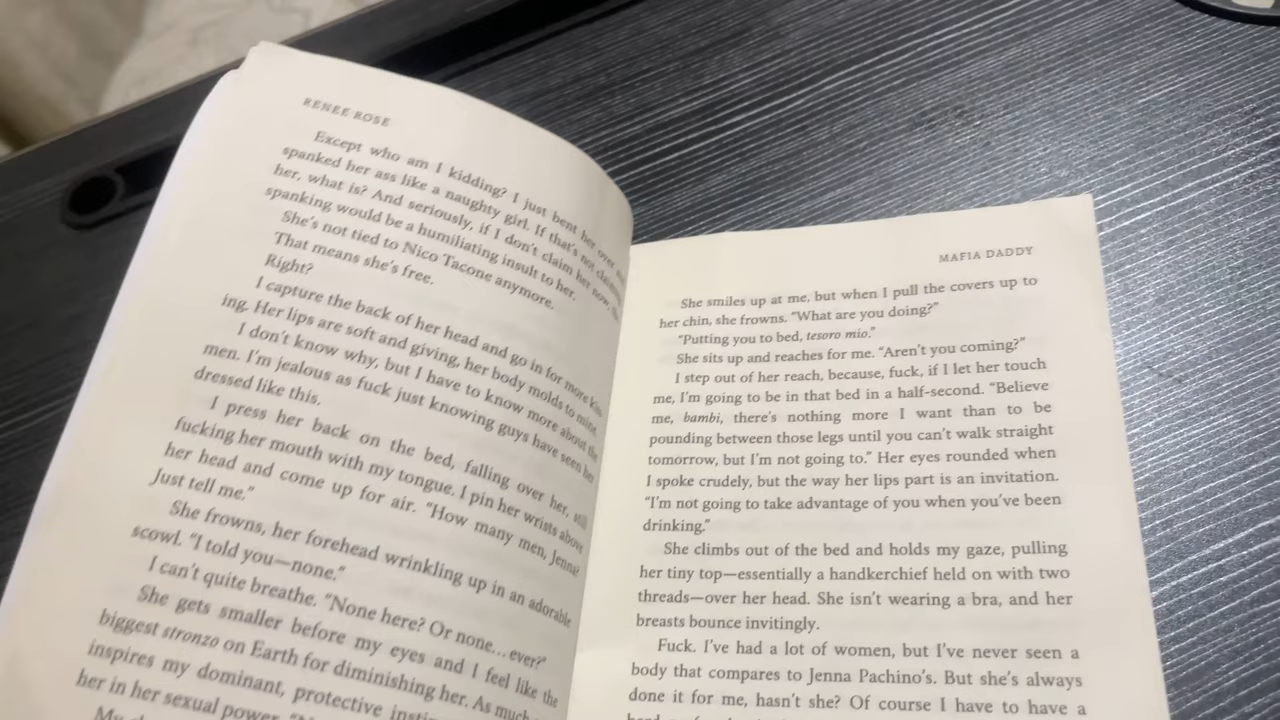 RENEE ROSE
Except who am I kidding? I just bent her over
spanked her ass like a naughty girl. If that's not
her, what is? And seriously, if I don't claim her now,
spanking would be a humiliating insult to her.
She's not tied to Nico Tacone anymore.
That means she's free.
Right?
I capture the back of her head and go in for more
ing. Her lips are soft and giving, her body molds to mine.
I don't know why, but I have to know more about the
men. I'm jealous as fuck just knowing guys have seen her
dressed like this.
I press her back on the bed, falling over her, still
fucking her mouth with my tongue. I pin her wrists above
her head and come up for air. "How many men, Jenna?
Just tell me."
She frowns, her forehead wrinkling up in an adorable
scowl. "I told you—none."
I can't quite breathe. "None here? Or none... ever?"
She gets smaller before my eyes and I feel like the
biggest stronzo on Earth for diminishing her. As much
inspires my dominant, protective
her in her sexual power.
MAFIA DADDY
She smiles up at me, but when I pull the covers up to
her chin, she frowns. "What are you doing?"
"Putting you to bed, tesoro mio."
She sits up and reaches for me. "Aren't you coming?"
I step out of her reach, because, fuck, if I let her touch
me, I'm going to be in that bed in a half-second. "Believe
me, bambi, there's nothing more I want than to be
pounding between those legs until you can't walk straight
tomorrow, but I'm not going to." Her eyes rounded when
I spoke crudely, but the way her lips part is an invitation.
"I'm not going to take advantage of you when you've been
drinking."
She climbs out of the bed and holds my gaze, pulling
her tiny top—essentially a handkerchief held on with two
threads—over her head. She isn't wearing a bra, and her
breasts bounce invitingly.
Fuck. I've had a lot of women, but I've never seen a
body that compares to Jenna Pachino's. But she's always
done it for me, hasn't she? Of course I have to have a